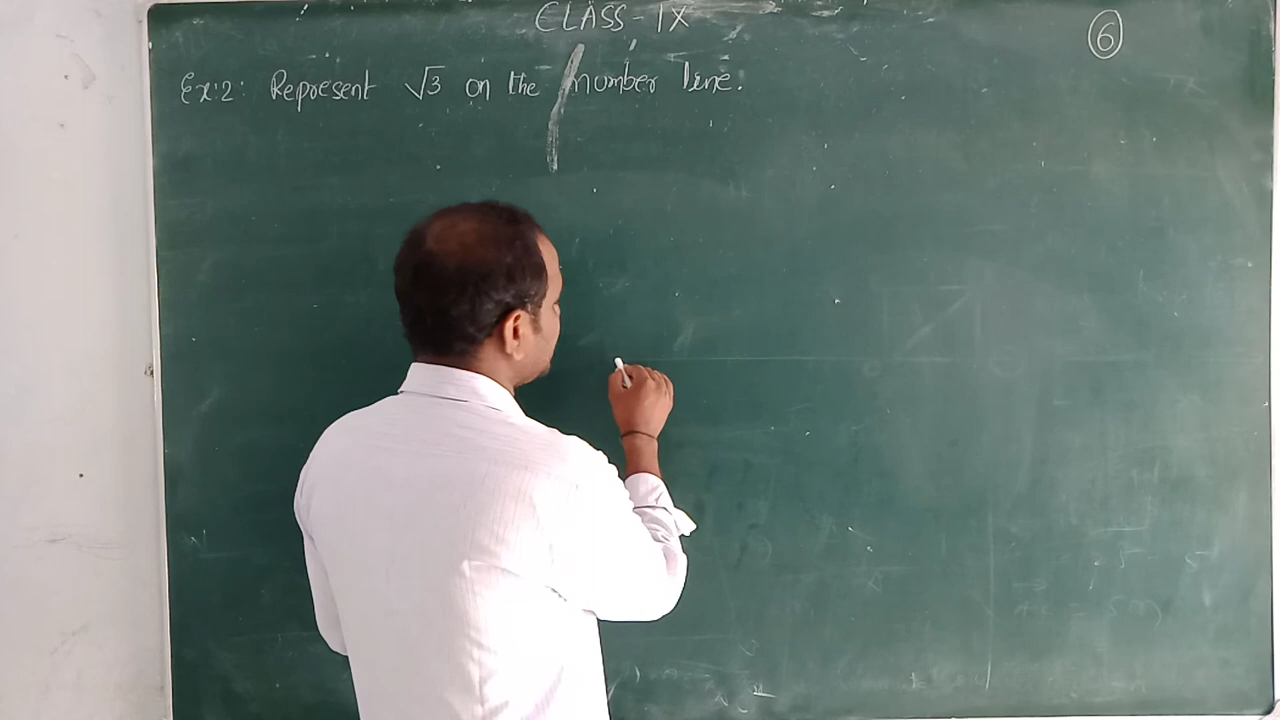 CLASS - IX
6
Ex:2: Represent √3 on the number line.